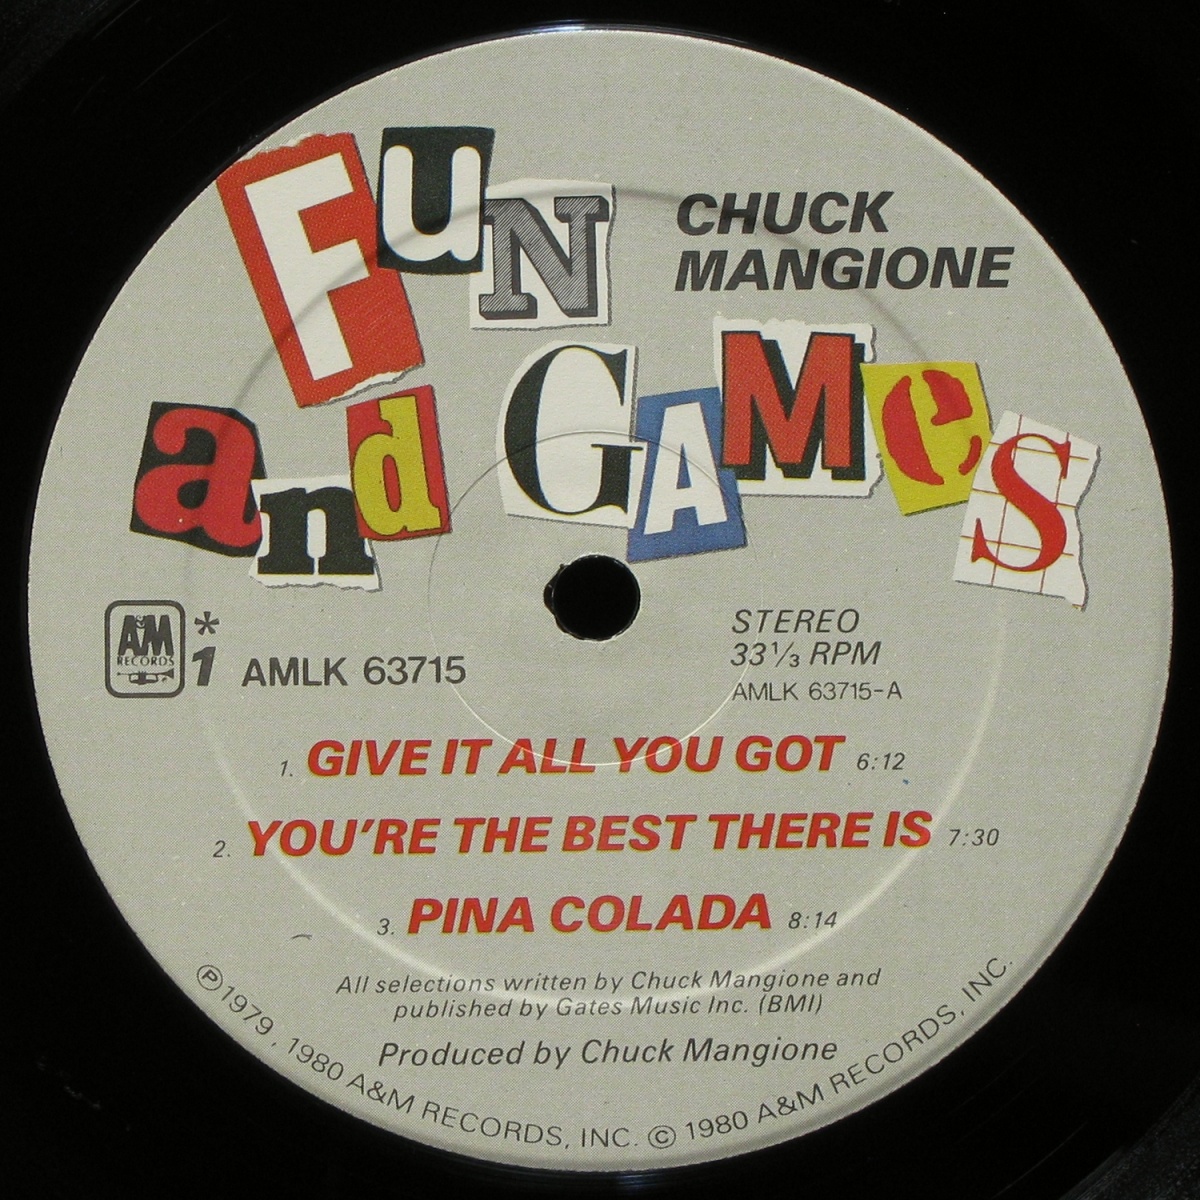 Fun
CHUCK
MANGIONE
and GAMeS
A&M
RECORDS
*
1 AMLK 63715
STEREO
33 1/3 RPM
AMLK 63715-A
1. GIVE IT ALL YOU GOT 6:12
2. YOU'RE THE BEST THERE IS 7:30
3. PINA COLADA 8:14
All selections written by Chuck Mangione and
published by Gates Music Inc. (BMI)
Produced by Chuck Mangione
℗1979, 1980 A&M RECORDS, INC. © 1980 A&M RECORDS, INC.